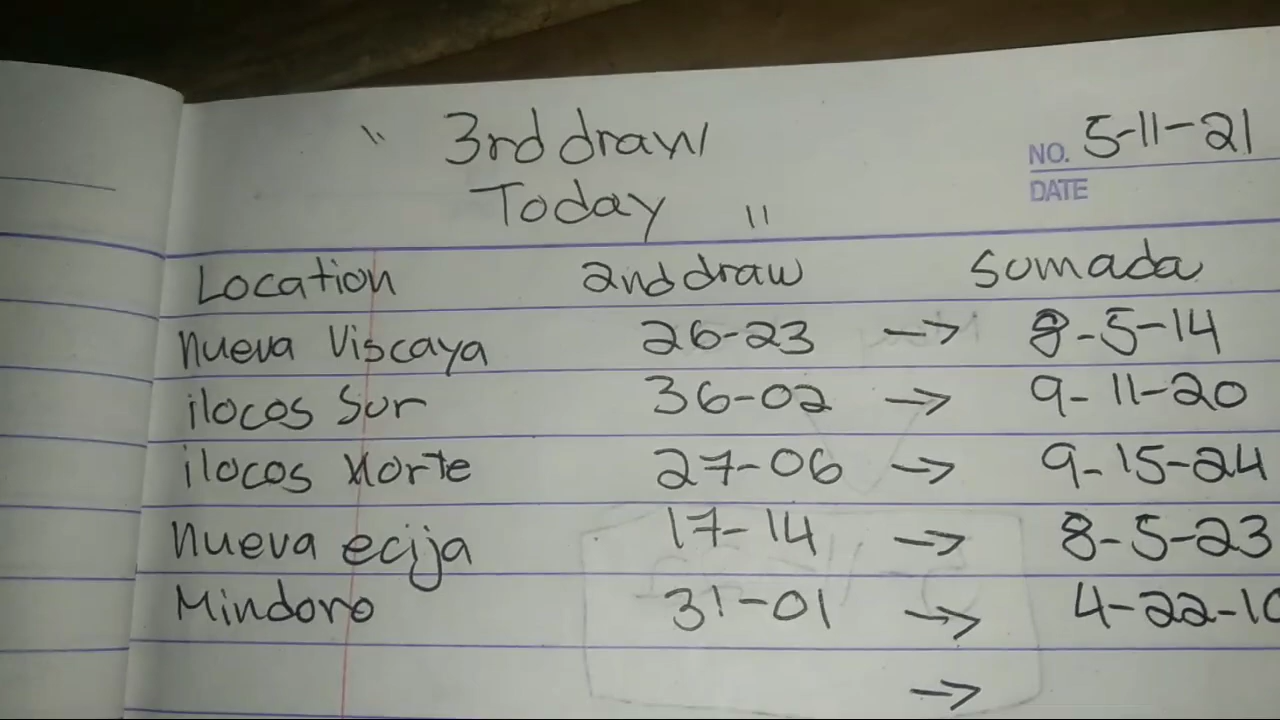 " 3rd draw
NO. 5-11-21
Today "
DATE
Location 2nd draw Sumada
Nueva Viscaya 26-23 → 8-5-14
ilocos Sur 36-02 → 9-11-20
ilocos Norte 27-06 → 9-15-24
Nueva ecija 17-14 → 8-5-23
Mindoro 31-01 → 4-22-10
→